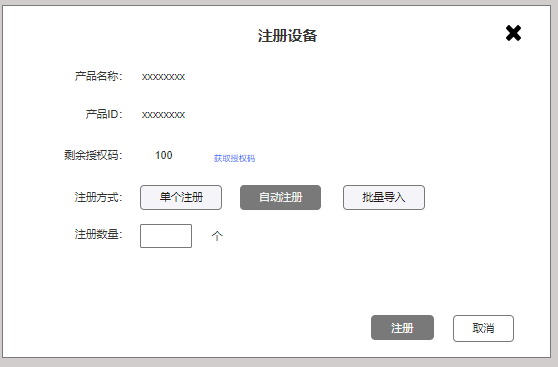 注册设备
产品名称： xxxxxxxx
产品ID： xxxxxxxx
剩余授权码： 100 获取授权码
注册方式： 单个注册 自动注册 批量导入
注册数量： 个
注册 取消